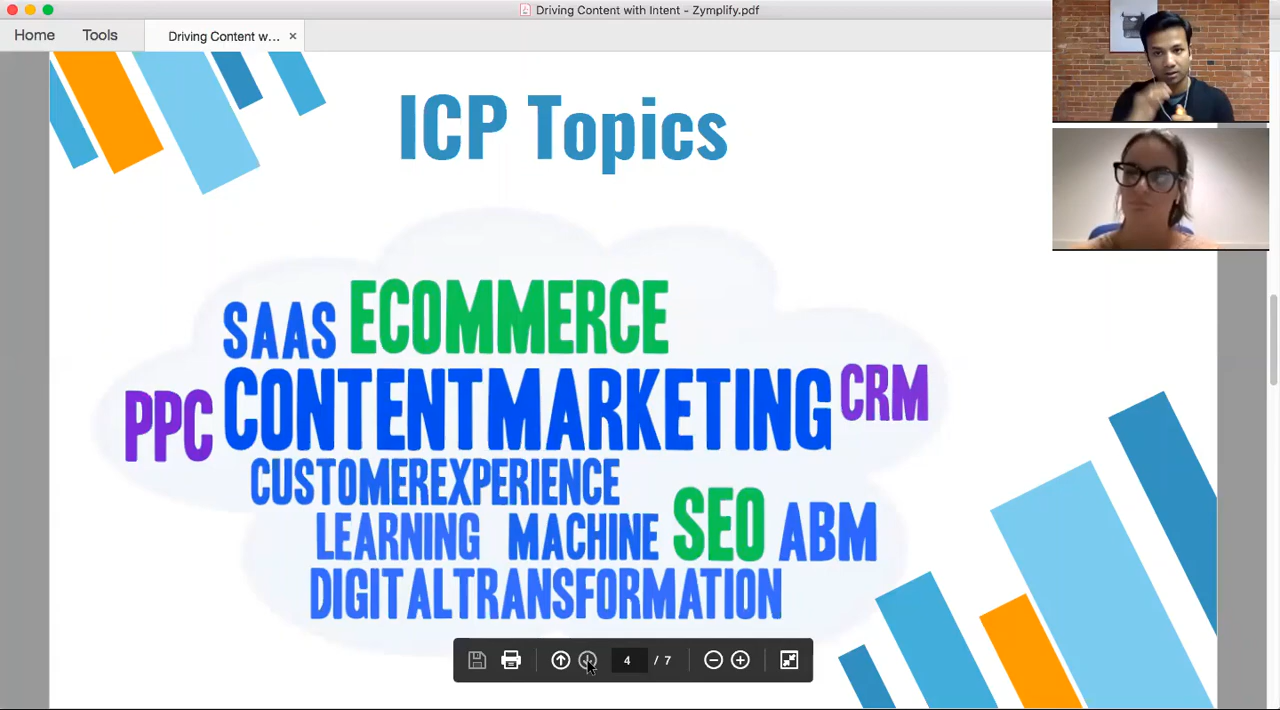 Driving Content with Intent - Zymplify.pdf
Home Tools Driving Content w... ×
ICP Topics
SAAS ECOMMERCE
PPC CONTENTMARKETING CRM
CUSTOMEREXPERIENCE
LEARNING MACHINE SEO ABM
DIGITALTRANSFORMATION
4 / 7